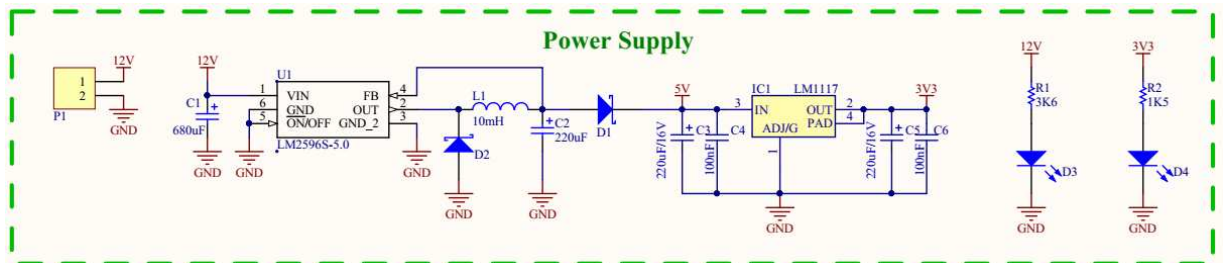 Power Supply
12V
1
2
P1
GND
12V
C1
+
680uF
GND
U1
1
VIN
6
GND
5
ON/OFF
FB
4
OUT
2
GND_2
3
LM2596S-5.0
GND
GND
L1
10mH
D2
GND
+
C2
220uF
GND
D1
5V
220uF/16V
+
C3
100nF
C4
IC1
LM1117
3
IN
OUT
2
PAD
4
ADJ/G
1
GND
3V3
220uF/16V
+
C5
100nF
C6
12V
R1
3K6
D3
GND
3V3
R2
1K5
D4
GND